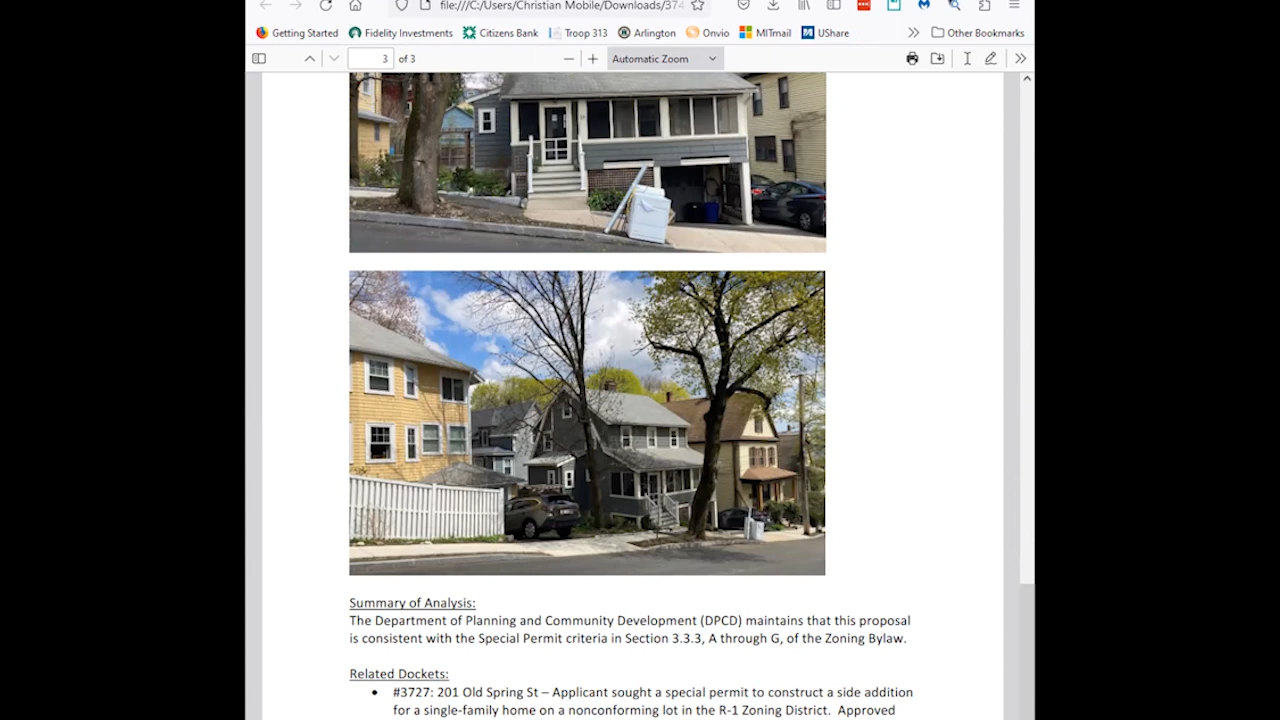 file:///C:/Users/Christian Mobile/Downloads/374
Getting Started Fidelity Investments Citizens Bank Troop 313 Arlington Onvio MITmail UShare Other Bookmarks
3 of 3 Automatic Zoom
Summary of Analysis:
The Department of Planning and Community Development (DPCD) maintains that this proposal
is consistent with the Special Permit criteria in Section 3.3.3, A through G, of the Zoning Bylaw.
Related Dockets:
• #3727: 201 Old Spring St – Applicant sought a special permit to construct a side addition
for a single-family home on a nonconforming lot in the R-1 Zoning District. Approved